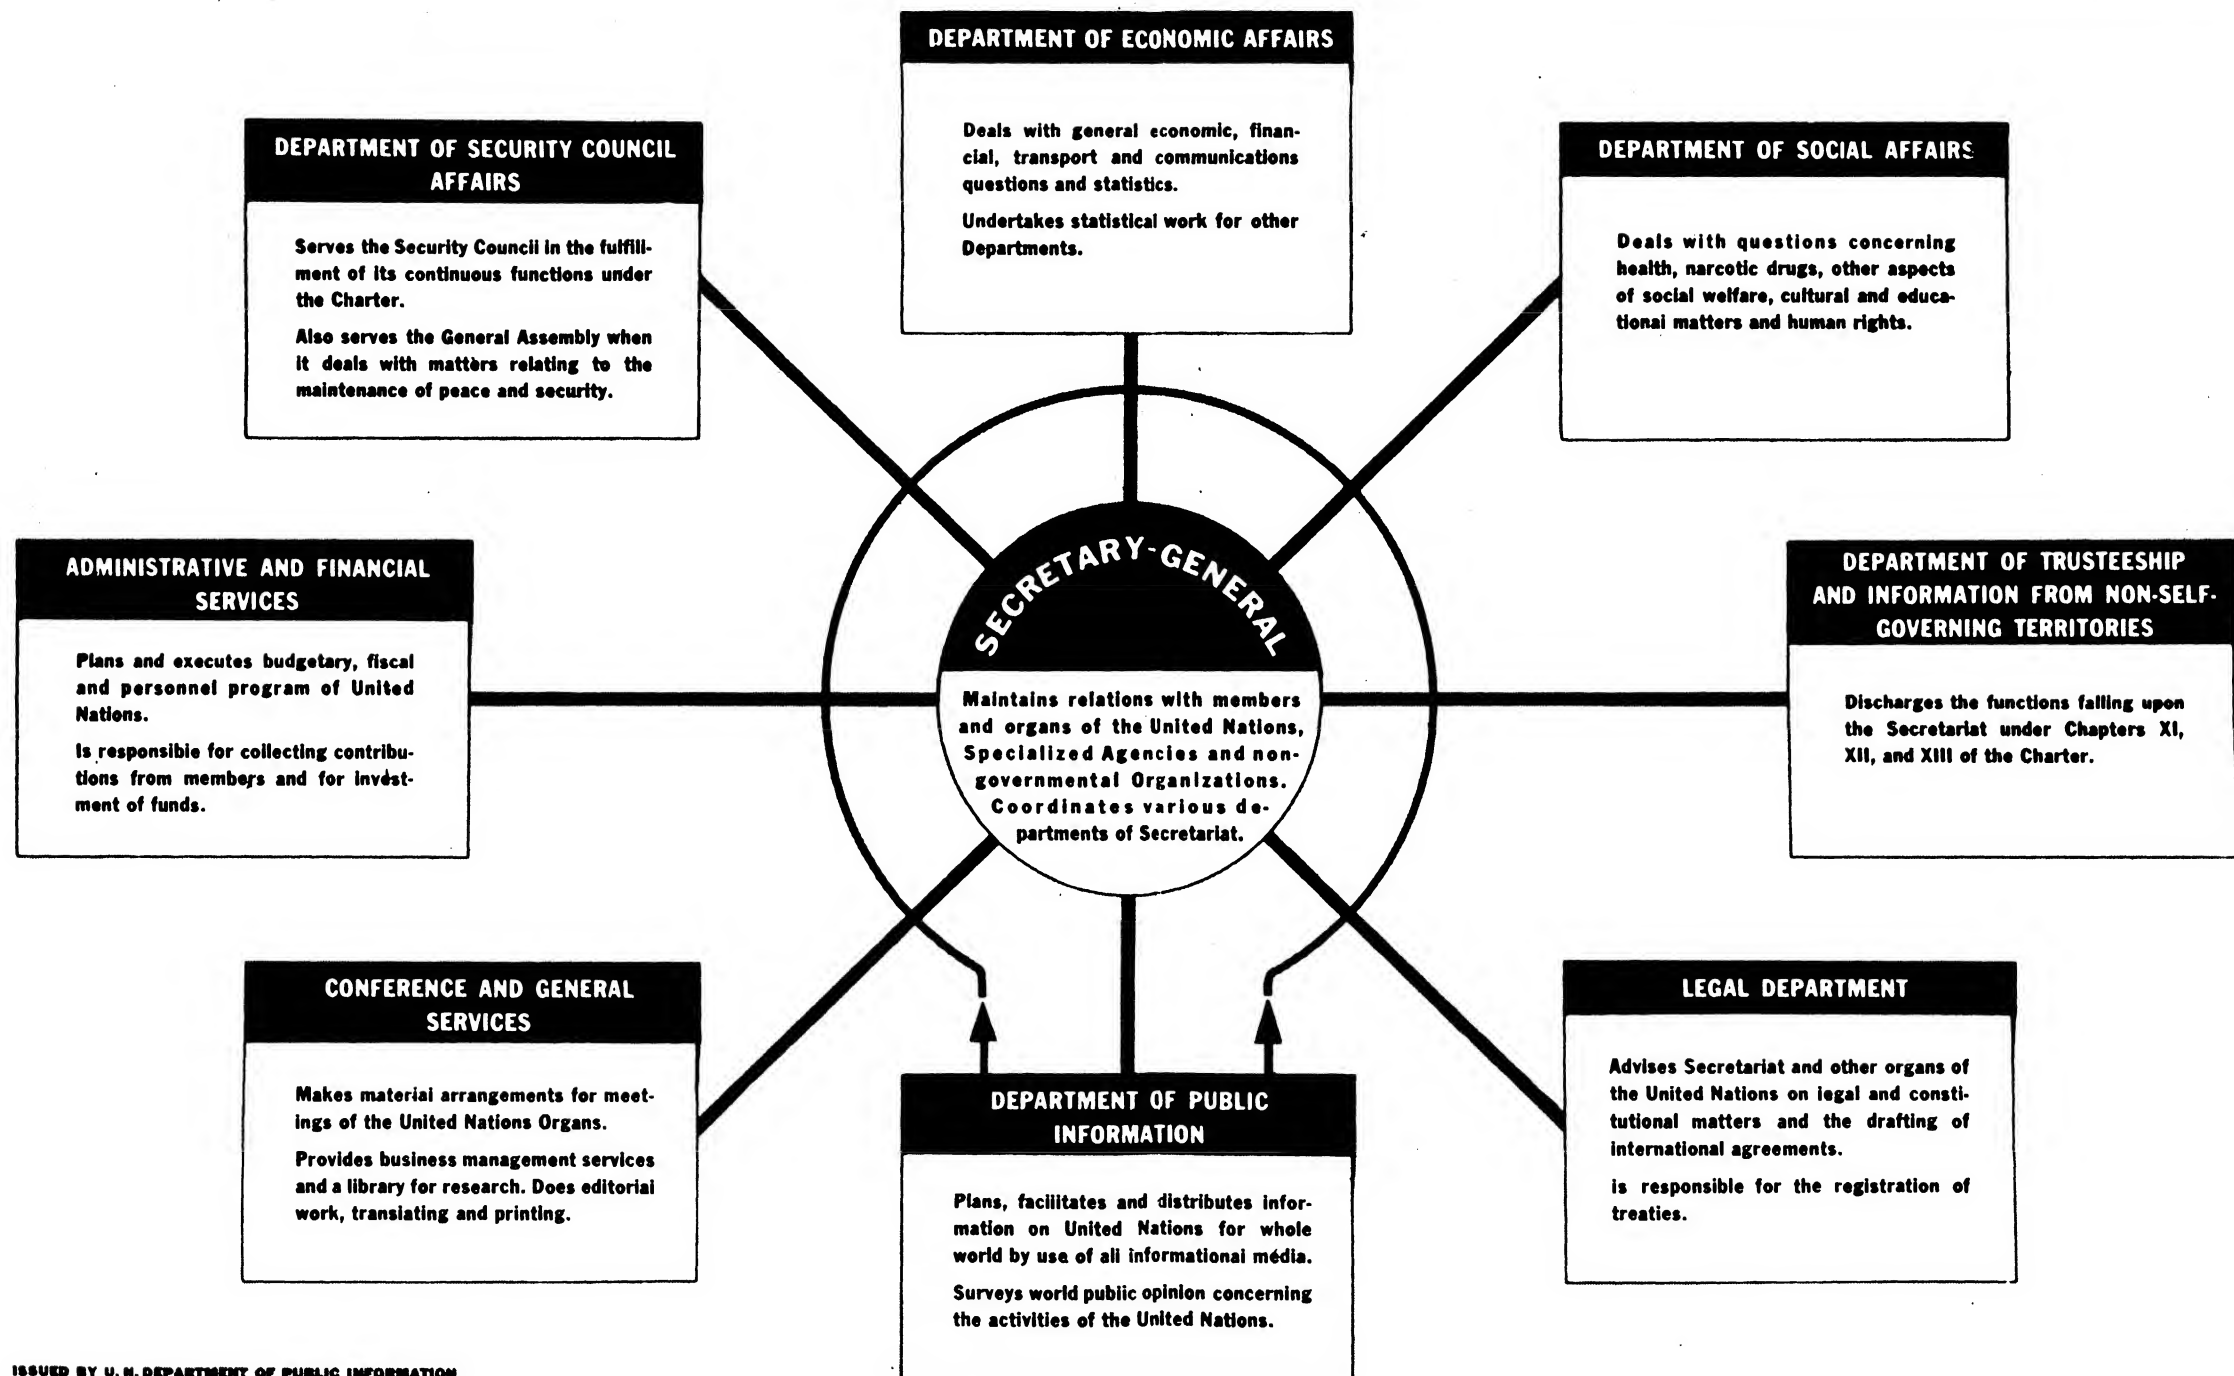 DEPARTMENT OF ECONOMIC AFFAIRS
Deals with general economic, finan-
cial, transport and communications
questions and statistics.
Undertakes statistical work for other
Departments.
DEPARTMENT OF SECURITY COUNCIL
AFFAIRS
Serves the Security Council in the fulfill-
ment of its continuous functions under
the Charter.
Also serves the General Assembly when
it deals with matters relating to the
maintenance of peace and security.
DEPARTMENT OF SOCIAL AFFAIRS
Deals with questions concerning
health, narcotic drugs, other aspects
of social welfare, cultural and educa-
tional matters and human rights.
ADMINISTRATIVE AND FINANCIAL
SERVICES
Plans and executes budgetary, fiscal
and personnel program of United
Nations.
Is responsible for collecting contribu-
tions from members and for invest-
ment of funds.
SECRETARY-GENERAL
Maintains relations with members
and organs of the United Nations,
Specialized Agencies and non-
governmental Organizations.
Coordinates various de-
partments of Secretariat.
DEPARTMENT OF TRUSTEESHIP
AND INFORMATION FROM NON-SELF-
GOVERNING TERRITORIES
Discharges the functions falling upon
the Secretariat under Chapters XI,
XII, and XIII of the Charter.
CONFERENCE AND GENERAL
SERVICES
Makes material arrangements for meet-
ings of the United Nations Organs.
Provides business management services
and a library for research. Does editorial
work, translating and printing.
DEPARTMENT OF PUBLIC
INFORMATION
Plans, facilitates and distributes infor-
mation on United Nations for whole
world by use of all informational media.
Surveys world public opinion concerning
the activities of the United Nations.
LEGAL DEPARTMENT
Advises Secretariat and other organs of
the United Nations on legal and consti-
tutional matters and the drafting of
international agreements.
is responsible for the registration of
treaties.
ISSUED BY U. N. DEPARTMENT OF PUBLIC INFORMATION